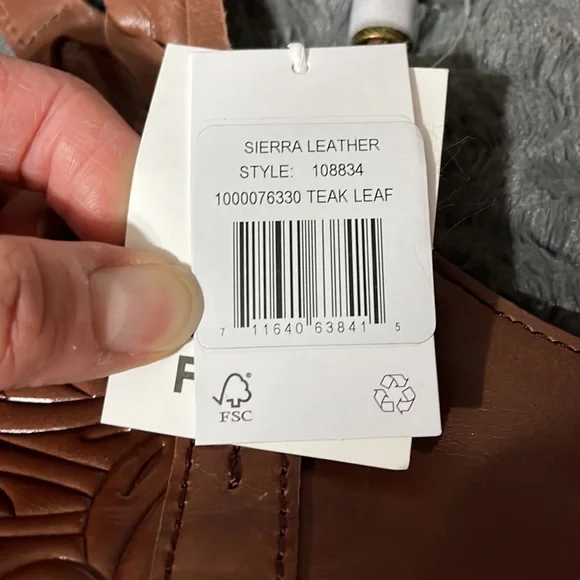 SIERRA LEATHER
STYLE: 108834
1000076330 TEAK LEAF
7 11640 63841 5
F
FSC